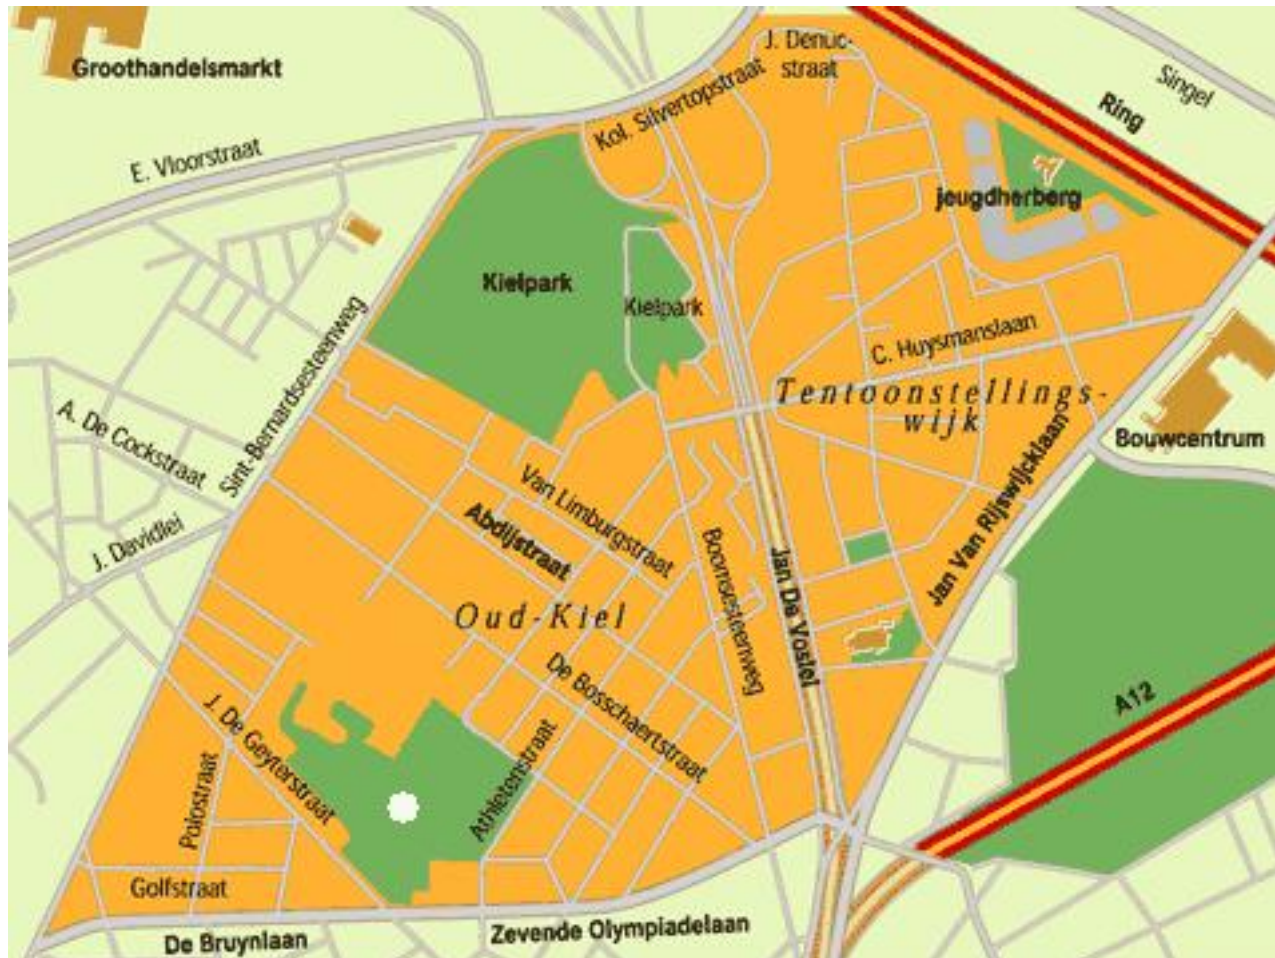 J. Denuc-
straat
Groothandelsmarkt
Singel
Ring
Kol. Silvertopstraat
E. Vloorstraat
jeugdherberg
Kielpark
Kielpark
C. Huysmanslaan
Sint-Bernardsesteenweg
Tentoonstellings-
wijk
A. De Cockstraat
Bouwcentrum
Van Limburgstraat
Abdijstraat
J. Davidlei
Jan Van Rijswijcklaan
Boomsesteenweg
Jan De Vostel
Oud-Kiel
De Bosschaertstraat
A12
J. De Geyterstraat
Polostraat
Athletenstraat
Golfstraat
Zevende Olympiadelaan
De Bruynlaan